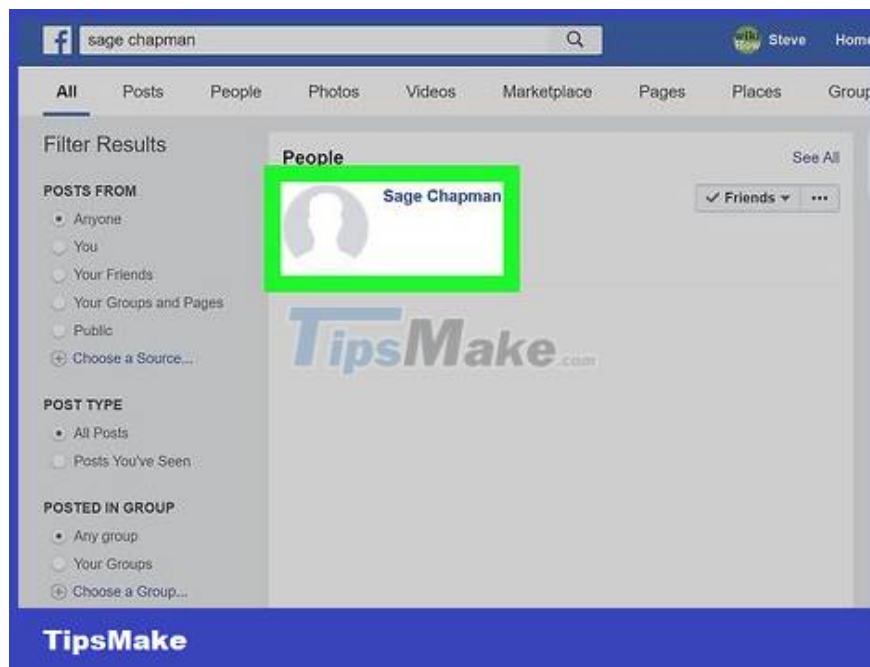 f sage chapman wiki How Steve Home
All Posts People Photos Videos Marketplace Pages Places Group
Filter Results
People See All
POSTS FROM
Sage Chapman Friends
Anyone
You
Your Friends
Your Groups and Pages
Public
Choose a Source...
TipsMake.com
POST TYPE
All Posts
Posts You've Seen
POSTED IN GROUP
Any group
Your Groups
Choose a Group...
TipsMake